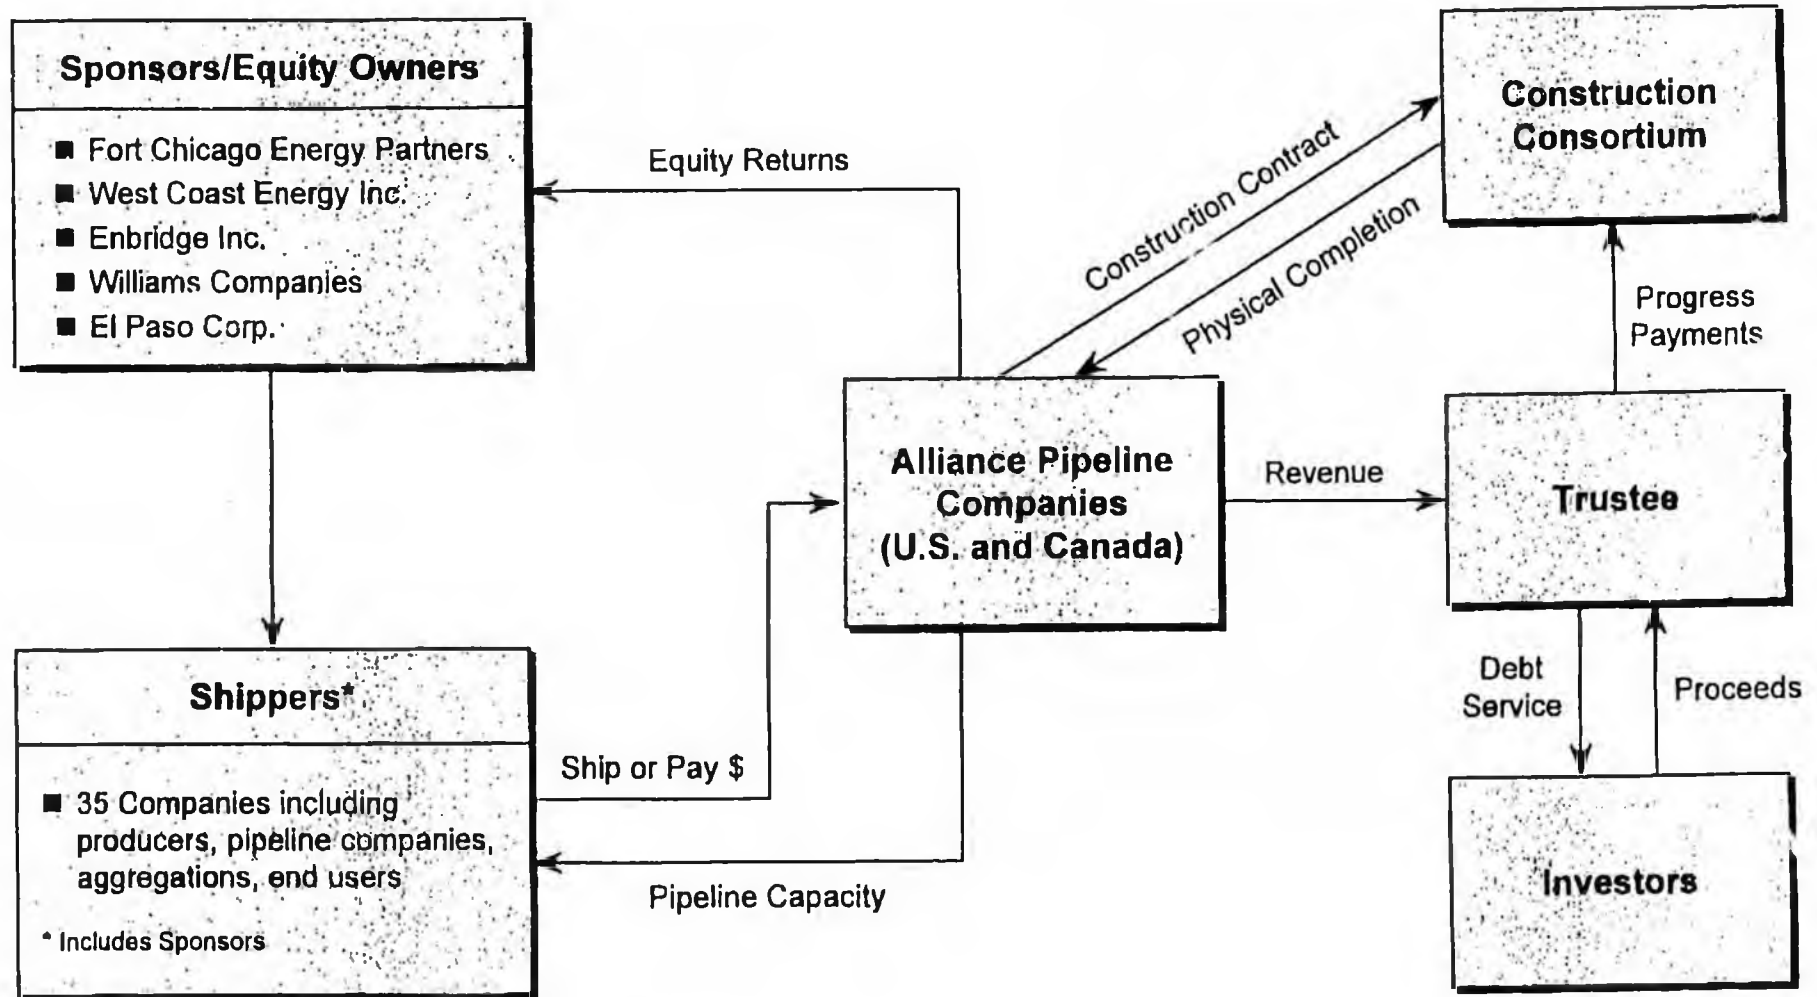 Sponsors/Equity Owners
■ Fort Chicago Energy Partners
■ West Coast Energy Inc.
■ Enbridge Inc.
■ Williams Companies
■ El Paso Corp.
Equity Returns
Construction Contract
Physical Completion
Construction
Consortium
Progress
Payments
Alliance Pipeline
Companies
(U.S. and Canada)
Revenue
Trustee
Debt
Service
Proceeds
Investors
Shippers*
■ 35 Companies including
producers, pipeline companies,
aggregations, end users
* Includes Sponsors
Ship or Pay $
Pipeline Capacity